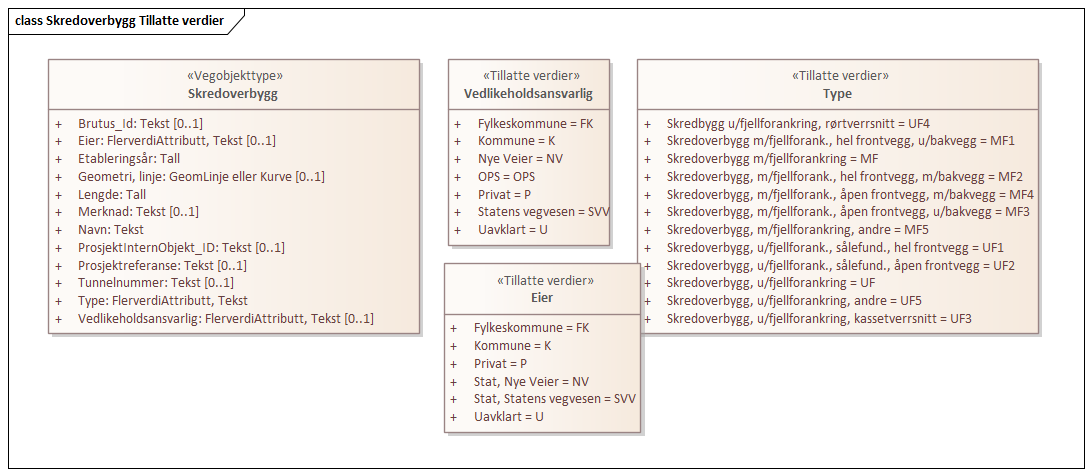 class Skredoverbygg Tillatte verdier
«Vegobjekttype»
Skredoverbygg
+ Brutus_Id: Tekst [0..1]
+ Eier: FlerverdiAttributt, Tekst [0..1]
+ Etableringsår: Tall
+ Geometri, linje: GeomLinje eller Kurve [0..1]
+ Lengde: Tall
+ Merknad: Tekst [0..1]
+ Navn: Tekst
+ ProsjektInternObjekt_ID: Tekst [0..1]
+ Prosjektreferanse: Tekst [0..1]
+ Tunnelnummer: Tekst [0..1]
+ Type: FlerverdiAttributt, Tekst
+ Vedlikeholdsansvarlig: FlerverdiAttributt, Tekst [0..1]
«Tillatte verdier»
Vedlikeholdsansvarlig
+ Fylkeskommune = FK
+ Kommune = K
+ Nye Veier = NV
+ OPS = OPS
+ Privat = P
+ Statens vegvesen = SVV
+ Uavklart = U
«Tillatte verdier»
Eier
+ Fylkeskommune = FK
+ Kommune = K
+ Privat = P
+ Stat, Nye Veier = NV
+ Stat, Statens vegvesen = SVV
+ Uavklart = U
«Tillatte verdier»
Type
+ Skredbygg u/fjellforankring, rørtverrsnitt = UF4
+ Skredoverbygg m/fjellforank., hel frontvegg, u/bakvegg = MF1
+ Skredoverbygg m/fjellforankring = MF
+ Skredoverbygg, m/fjellforank., hel frontvegg, m/bakvegg = MF2
+ Skredoverbygg, m/fjellforank., åpen frontvegg, m/bakvegg = MF4
+ Skredoverbygg, m/fjellforank., åpen frontvegg, u/bakvegg = MF3
+ Skredoverbygg, m/fjellforankring, andre = MF5
+ Skredoverbygg, u/fjellforank., sålefund., hel frontvegg = UF1
+ Skredoverbygg, u/fjellforank., sålefund., åpen frontvegg = UF2
+ Skredoverbygg, u/fjellforankring = UF
+ Skredoverbygg, u/fjellforankring, andre = UF5
+ Skredoverbygg, u/fjellforankring, kassetverrsnitt = UF3